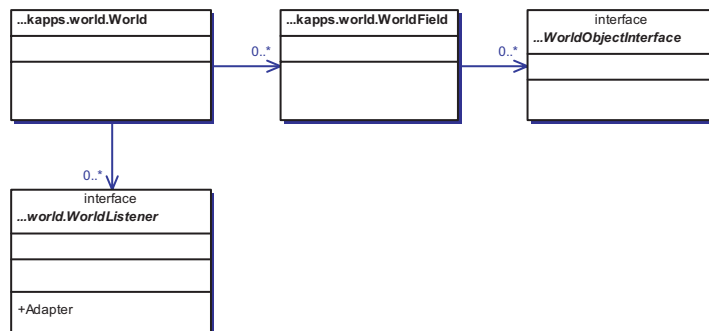 ...kapps.world.World
...kapps.world.WorldField
interface
...WorldObjectInterface
0..*
0..*
0..*
interface
...world.WorldListener
+Adapter